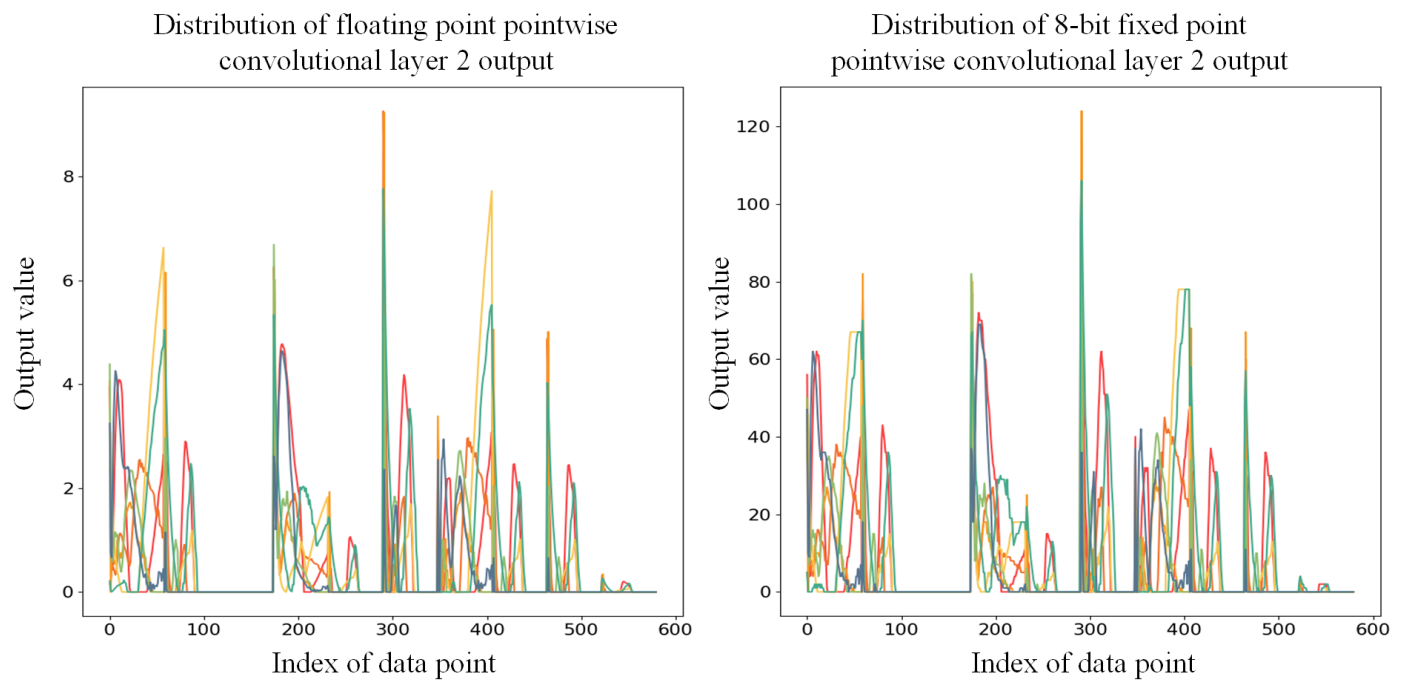 Distribution of floating point pointwise
convolutional layer 2 output
8
6
4
2
0
0 100 200 300 400 500 600
Output value
Index of data point
Distribution of 8-bit fixed point
pointwise convolutional layer 2 output
120
100
80
60
40
20
0
0 100 200 300 400 500 600
Output value
Index of data point